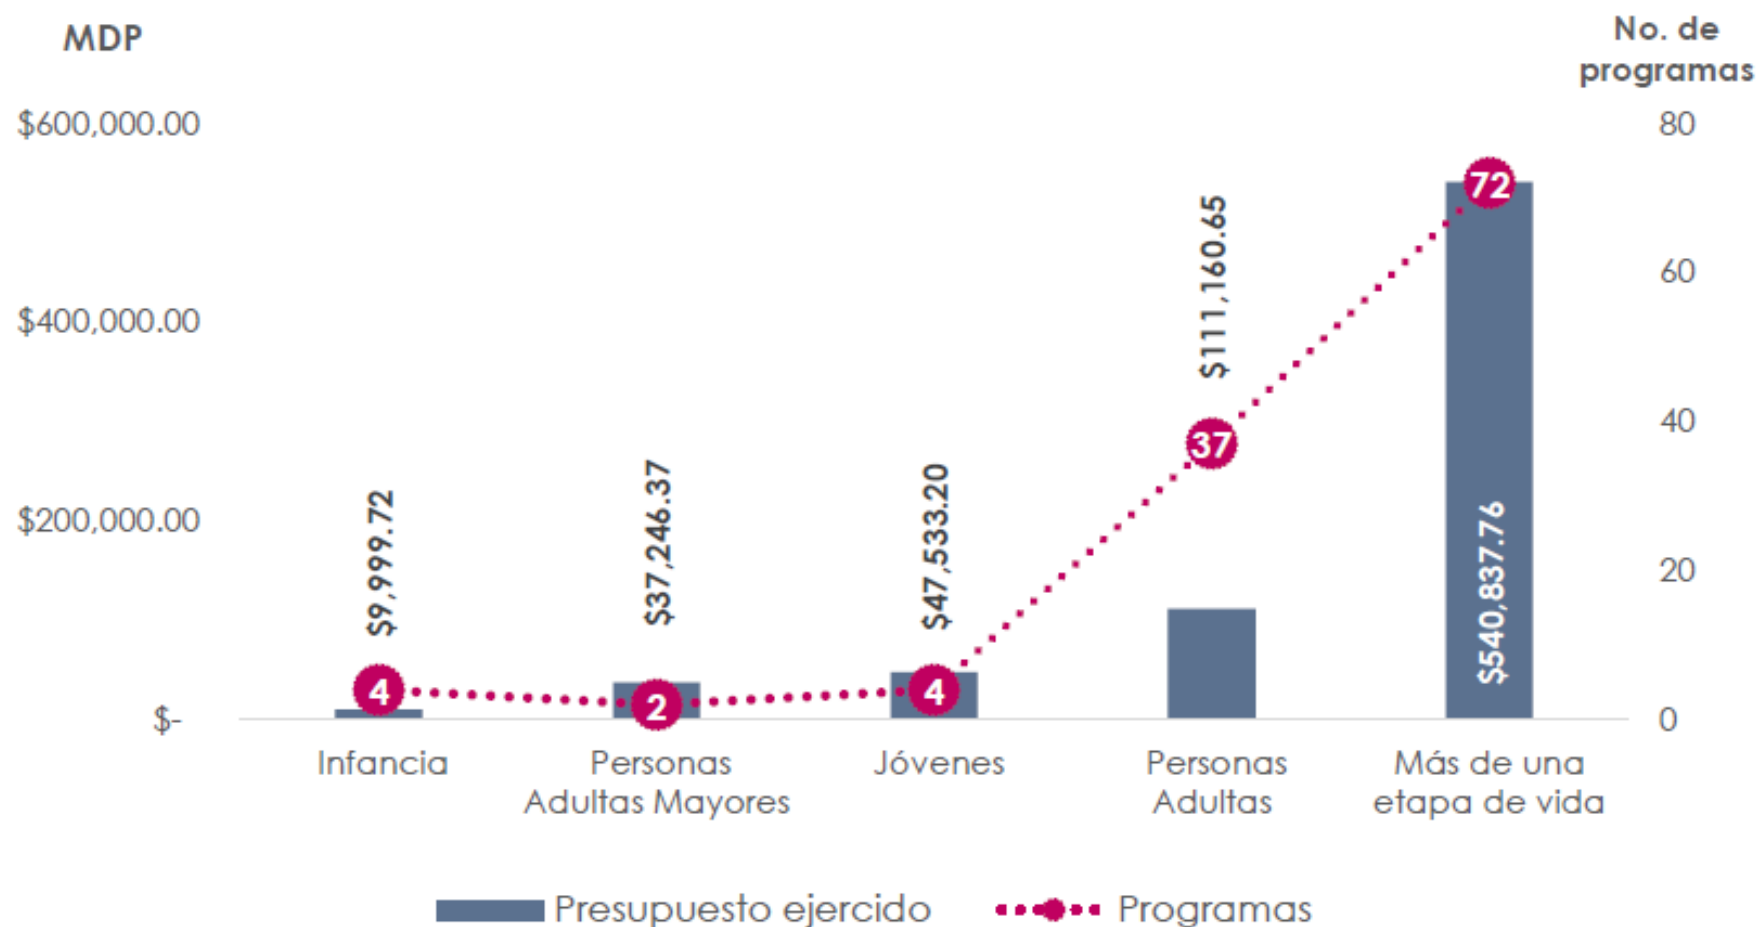 MDP
No. de
programas
$600,000.00
80
72
$111,160.65
60
$400,000.00
40
37
$9,999.72
$37,246.37
$47,533.20
$200,000.00
$540,837.76
20
4
2
4
$-
0
Infancia
Personas
Adultas Mayores
Jóvenes
Personas
Adultas
Más de una
etapa de vida
Presupuesto ejercido
Programas